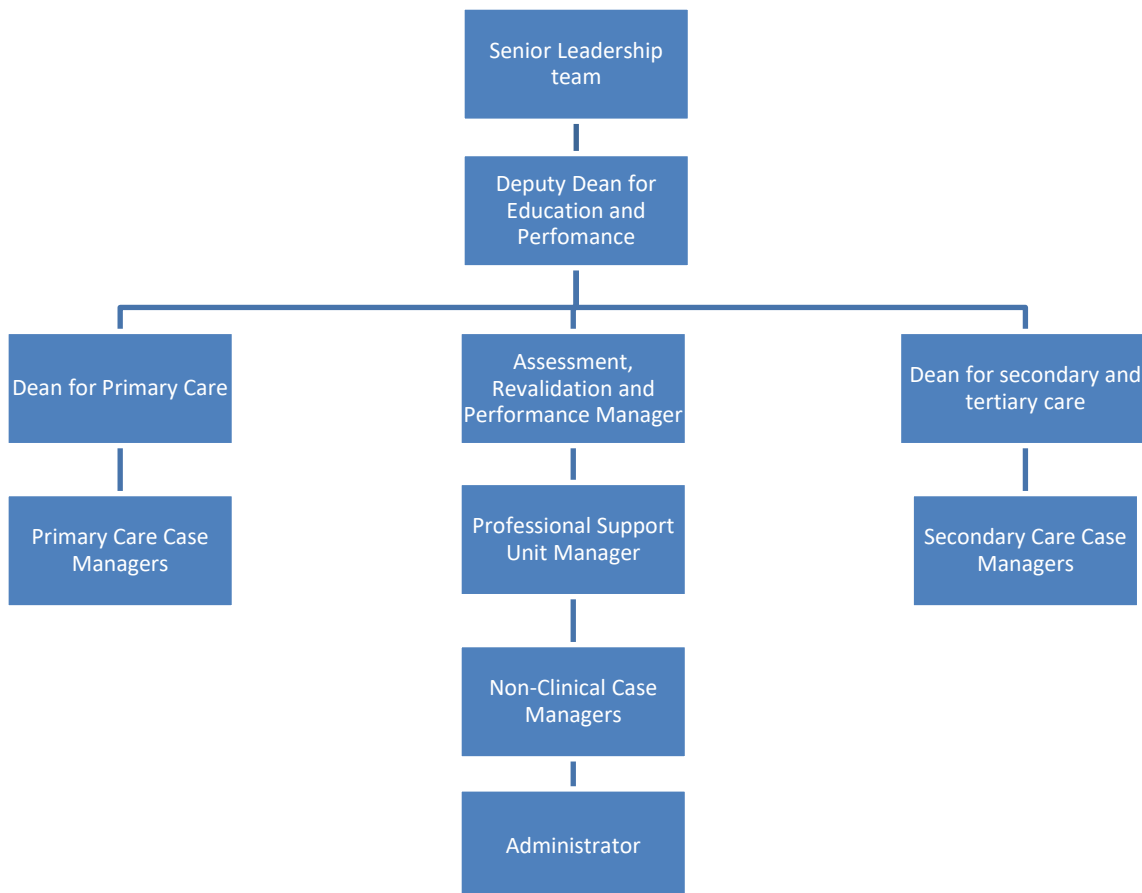 Senior Leadership
team
Deputy Dean for
Education and
Perfomance
Dean for Primary Care
Assessment,
Revalidation and
Performance Manager
Dean for secondary and
tertiary care
Primary Care Case
Managers
Professional Support
Unit Manager
Secondary Care Case
Managers
Non-Clinical Case
Managers
Administrator